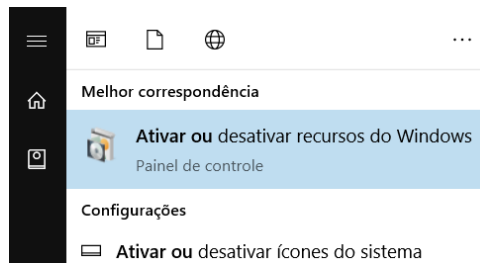 ...
Melhor correspondência
Ativar ou desativar recursos do Windows
Painel de controle
Configurações
Ativar ou desativar ícones do sistema